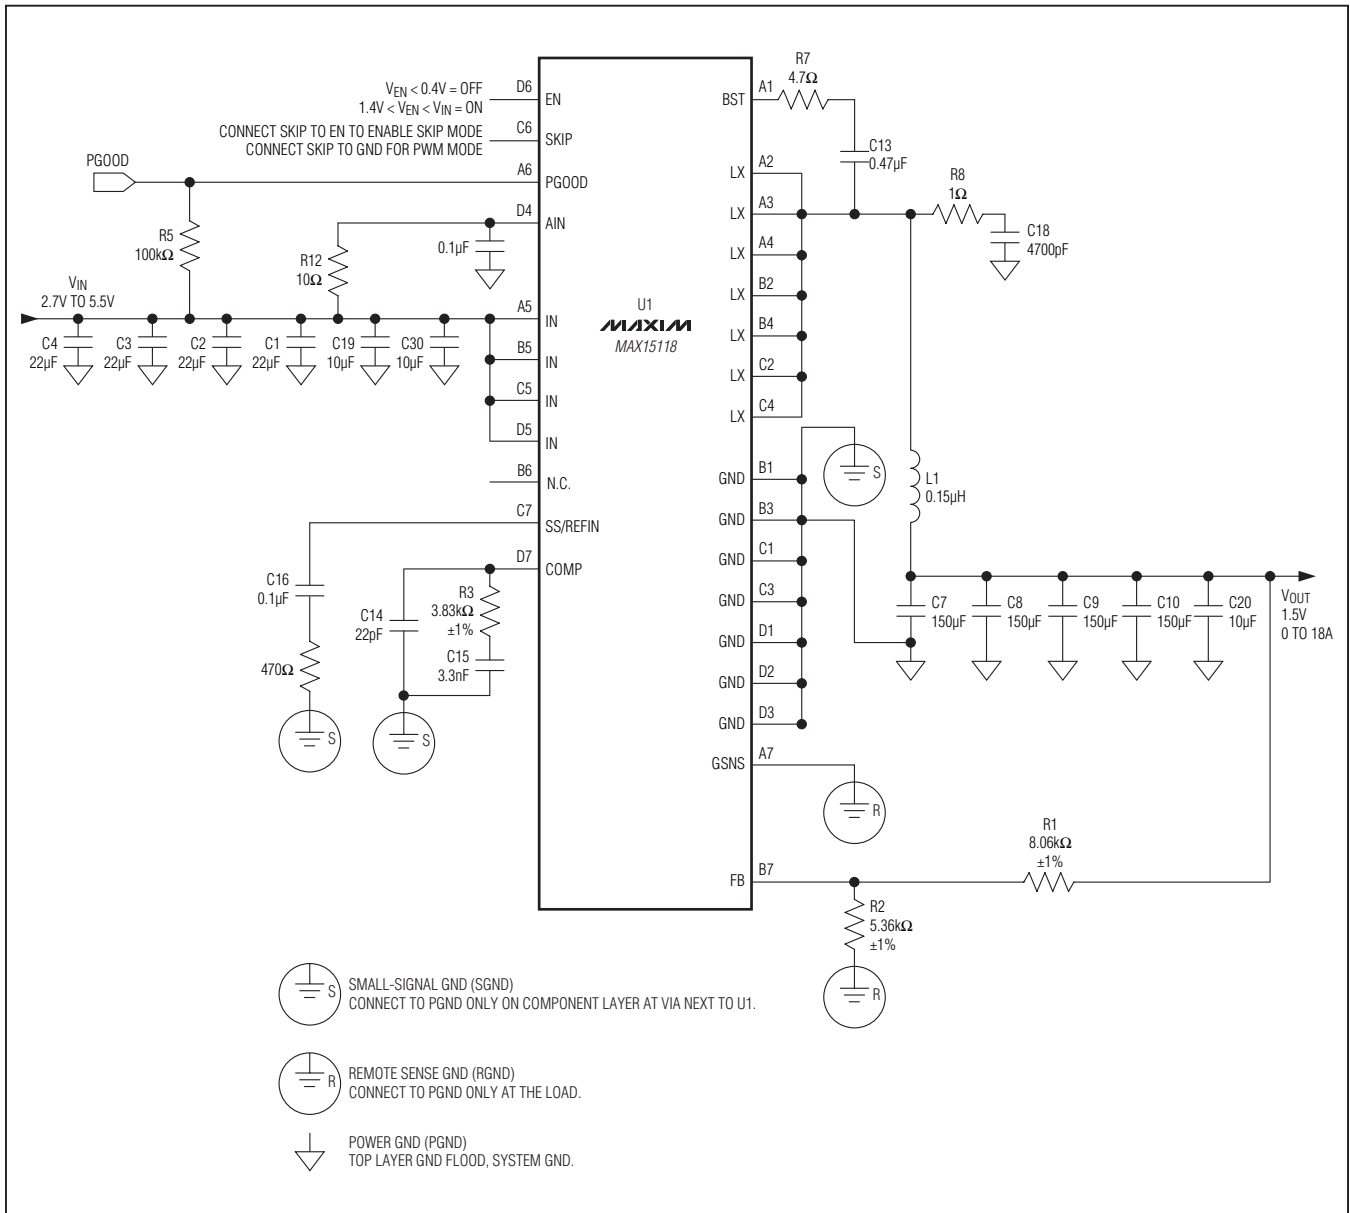 VEN < 0.4V = OFF
1.4V < VEN < VIN = ON
D6
EN
CONNECT SKIP TO EN TO ENABLE SKIP MODE
CONNECT SKIP TO GND FOR PWM MODE
C6
SKIP
PGOOD
A6
PGOOD
D4
AIN
0.1µF
R5
100kΩ
R12
10Ω
VIN
2.7V TO 5.5V
A5
IN
B5
IN
C5
IN
D5
IN
C4
22µF
C3
22µF
C2
22µF
C1
22µF
C19
10µF
C30
10µF
B6
N.C.
C7
SS/REFIN
D7
COMP
C16
0.1µF
470Ω
S
C14
22pF
R3
3.83kΩ
±1%
C15
3.3nF
S
U1
MAXIM
MAX15118
BST
A1
R7
4.7Ω
C13
0.47µF
LX
A2
LX
A3
LX
A4
LX
B2
LX
B4
LX
C2
LX
C4
R8
1Ω
C18
4700pF
S
GND
B1
GND
B3
GND
C1
GND
C3
GND
D1
GND
D2
GND
D3
GSNS
A7
R
L1
0.15µH
C7
150µF
C8
150µF
C9
150µF
C10
150µF
C20
10µF
VOUT
1.5V
0 TO 18A
FB
B7
R1
8.06kΩ
±1%
R2
5.36kΩ
±1%
R
S
SMALL-SIGNAL GND (SGND)
CONNECT TO PGND ONLY ON COMPONENT LAYER AT VIA NEXT TO U1.
R
REMOTE SENSE GND (RGND)
CONNECT TO PGND ONLY AT THE LOAD.
POWER GND (PGND)
TOP LAYER GND FLOOD, SYSTEM GND.